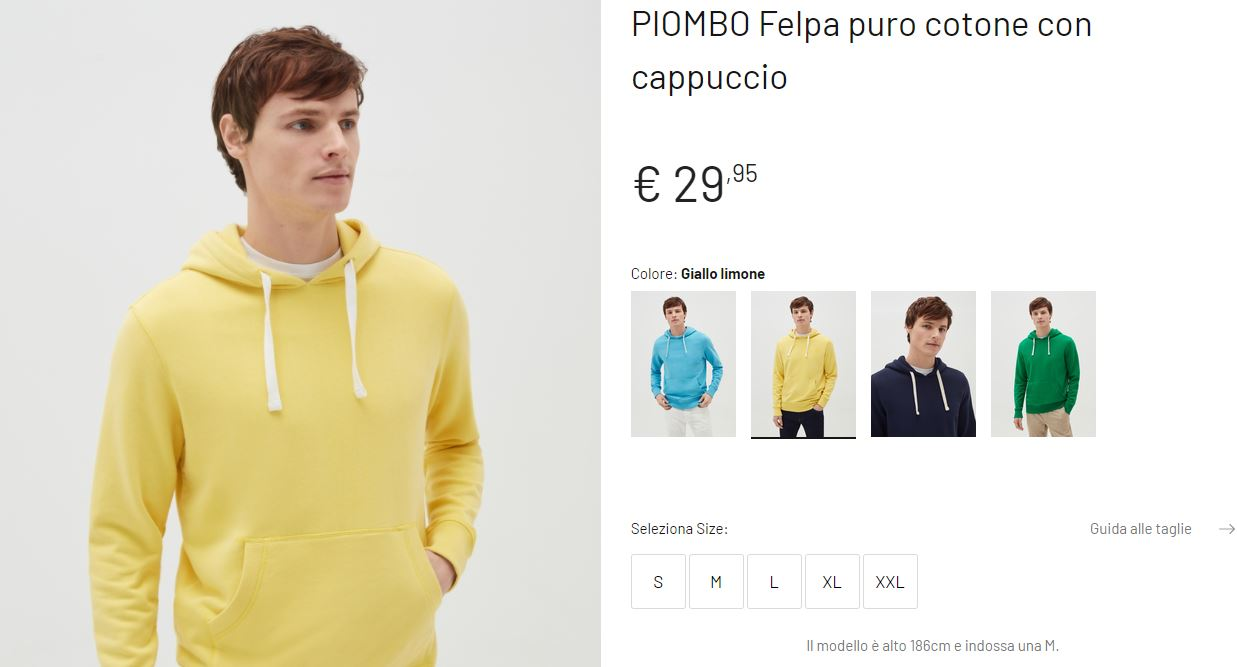 PIOMBO Felpa puro cotone con
cappuccio
€ 29,95
Colore: Giallo limone
Seleziona Size:
Guida alle taglie →
S M L XL XXL
Il modello è alto 186cm e indossa una M.